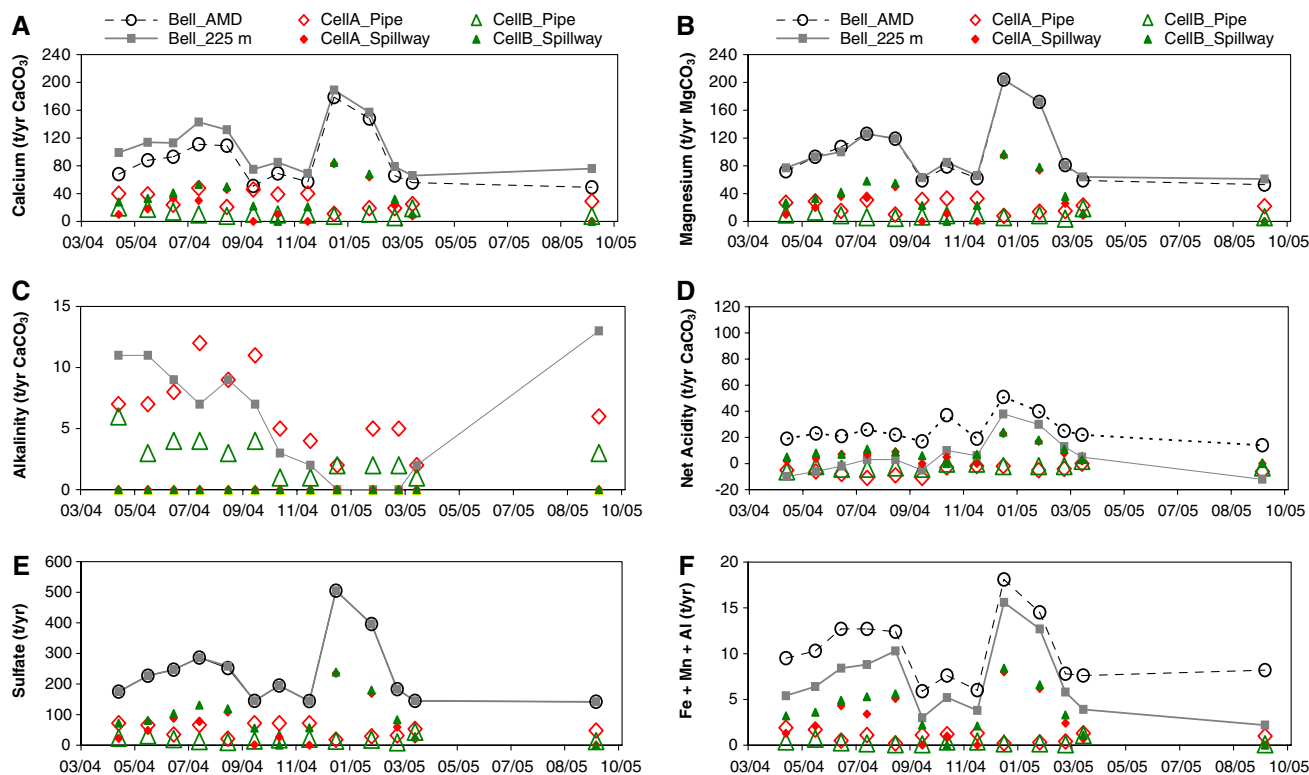 A
Bell_AMD CellA_Pipe CellB_Pipe
Bell_225 m CellA_Spillway CellB_Spillway
Calcium (t/yr CaCO3)
240
200
160
120
80
40
0
03/04 05/04 07/04 09/04 11/04 01/05 03/05 05/05 07/05 08/05 10/05
B
Bell_AMD CellA_Pipe CellB_Pipe
Bell_225 m CellA_Spillway CellB_Spillway
Magnesium (t/yr MgCO3)
240
200
160
120
80
40
0
03/04 05/04 07/04 09/04 11/04 01/05 03/05 05/05 07/05 08/05 10/05
C
Alkalinity (t/yr CaCO3)
15
10
5
0
03/04 05/04 07/04 09/04 11/04 01/05 03/05 05/05 07/05 08/05 10/05
D
Net Acidity (t/yr CaCO3)
120
100
80
60
40
20
0
-20
03/04 05/04 07/04 09/04 11/04 01/05 03/05 05/05 07/05 08/05 10/05
E
Sulfate (t/yr)
600
500
400
300
200
100
0
03/04 05/04 07/04 09/04 11/04 01/05 03/05 05/05 07/05 08/05 10/05
F
Fe + Mn + Al (t/yr)
20
15
10
5
0
03/04 05/04 07/04 09/04 11/04 01/05 03/05 05/05 07/05 08/05 10/05